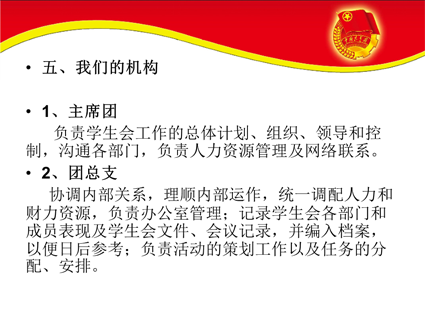 • 五、我们的机构
• 1、主席团
负责学生会工作的总体计划、组织、领导和控
制，沟通各部门，负责人力资源管理及网络联系。
• 2、团总支
协调内部关系，理顺内部运作，统一调配人力和
财力资源，负责办公室管理；记录学生会各部门和
成员表现及学生会文件、会议记录，并编入档案，
以便日后参考；负责活动的策划工作以及任务的分
配、安排。